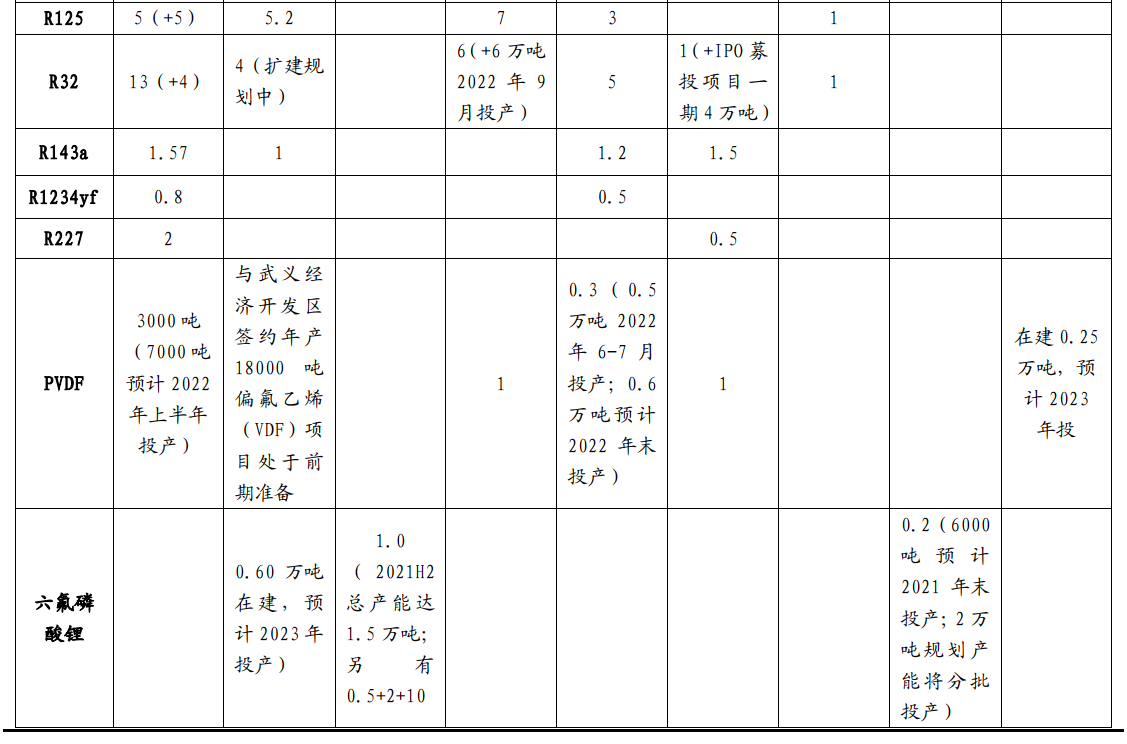 R125 5（+5） 5.2 7 3 1
R32 13（+4） 4（扩建规
划中） 6（+6 万吨
2022 年 9
月投产） 5 1（+IPO 募
投项目一
期 4 万吨） 1
R143a 1.57 1 1.2 1.5
R1234yf 0.8 0.5
R227 2 0.5
PVDF
3000 吨
（7000 吨
预计 2022
年上半年
投产）
与武义经
济开发区
签约年产
18000 吨
偏氟乙烯
（VDF）项
目处于前
期准备
1
0.3（0.5
万吨 2022
年 6-7 月
投产；0.6
万吨预计
2022 年末
投产）
1
在建 0.25
万吨，预
计 2023
年投
六氟磷
酸锂
0.60 万吨
在建，预
计 2023 年
投产）
1.0
（2021H2
总产能达
1.5 万吨；
另有
0.5+2+10
0.2（6000
吨预计
2021 年末
投产；2 万
吨规划产
能将分批
投产）